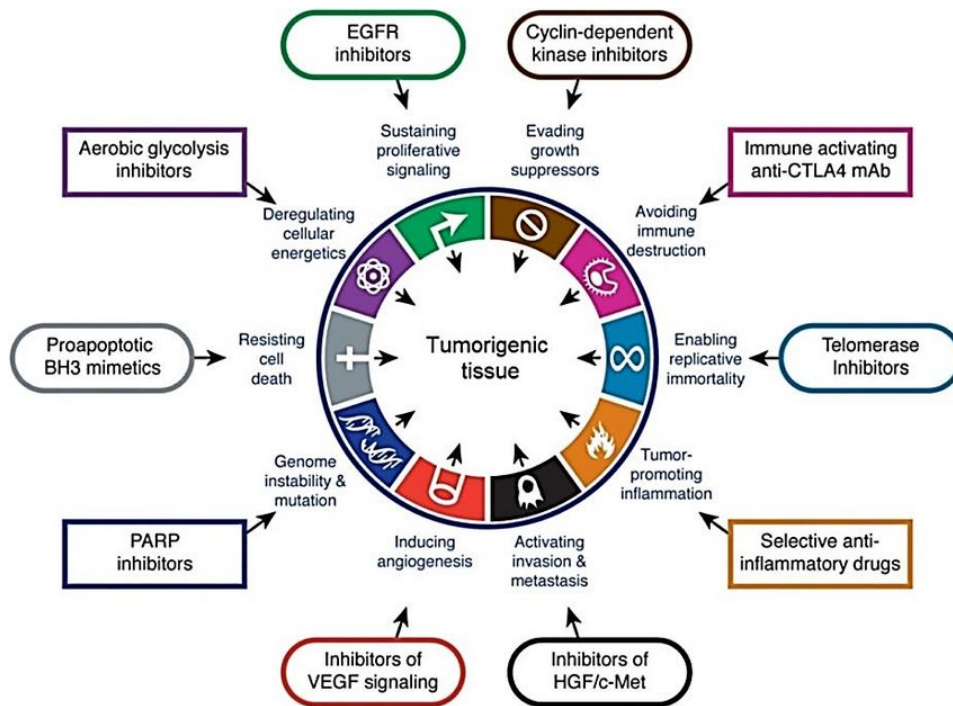 EGFR
inhibitors
Cyclin-dependent
kinase inhibitors
Sustaining
proliferative
signaling
Evading
growth
suppressors
Aerobic glycolysis
inhibitors
Immune activating
anti-CTLA4 mAb
Deregulating
cellular
energetics
Avoiding
immune
destruction
Proapoptotic
BH3 mimetics
Resisting
cell
death
Tumorigenic
tissue
Enabling
replicative
immortality
Telomerase
Inhibitors
Genome
instability &
mutation
Tumor-
promoting
inflammation
PARP
inhibitors
Inducing
angiogenesis
Activating
invasion &
metastasis
Selective anti-
inflammatory drugs
Inhibitors of
VEGF signaling
Inhibitors of
HGF/c-Met